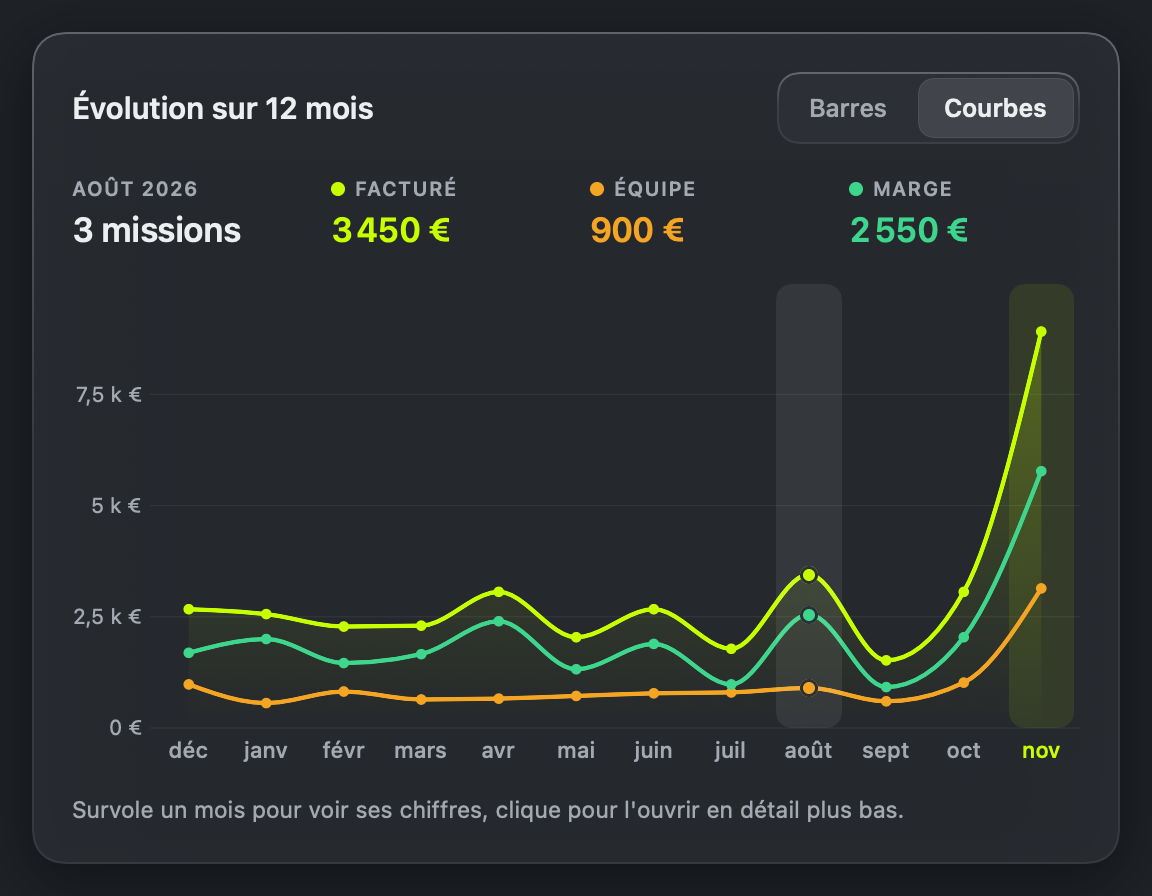 Évolution sur 12 mois
Barres
Courbes
AOÛT 2026
3 missions
FACTURÉ
3 450 €
ÉQUIPE
900 €
MARGE
2 550 €
7,5 k €
5 k €
2,5 k €
0 €
déc janv févr mars avr mai juin juil août sept oct nov
Survole un mois pour voir ses chiffres, clique pour l'ouvrir en détail plus bas.